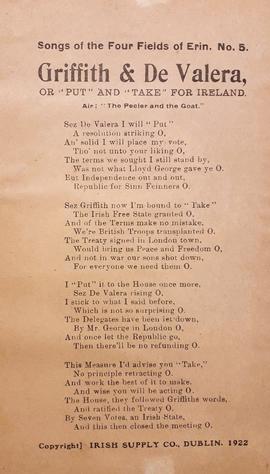 Songs of the Four Fields of Erin. No. 5.
Griffith & De Valera,
OR "PUT" AND "TAKE" FOR IRELAND.
Air; "The Peeler and the Goat."
Sez De Valera I will "Put"
A resolution striking O,
An' solid I will place my vote,
Tho' not unto your liking O,
The terms we sought I still stand by,
Was not what Lloyd George gave ye O.
But Independence out and out,
Republic for Sinn Feinners O.
Sez Griffith now I'm bound to "Take"
The Irish Free State granted O,
And of the Terms make no mistake.
We're British Troops transplanted O.
The Treaty signed in London town,
Would bring us Peace and Freedom O,
And not in war our sons shot down,
For everyone we need them O.
I "Put" it to the House once more,
Sez De Valera rising O,
I stick to what I said before,
Which is not surprising O.
The Delegates have been let down,
By Mr. George in London O,
And once let the Republic go,
Then there'll be no refunding O.
This Measure I'd advise you "Take,"
No principle retracting O.
And work the best of it to make.
And wise you will be acting O.
The House, they followed Griffiths words,
And ratified the Treaty O.
By Seven Votes, an Irish State,
And this then closed the meeting O.
Copyright] IRISH SUPPLY CO., DUBLIN. 1922